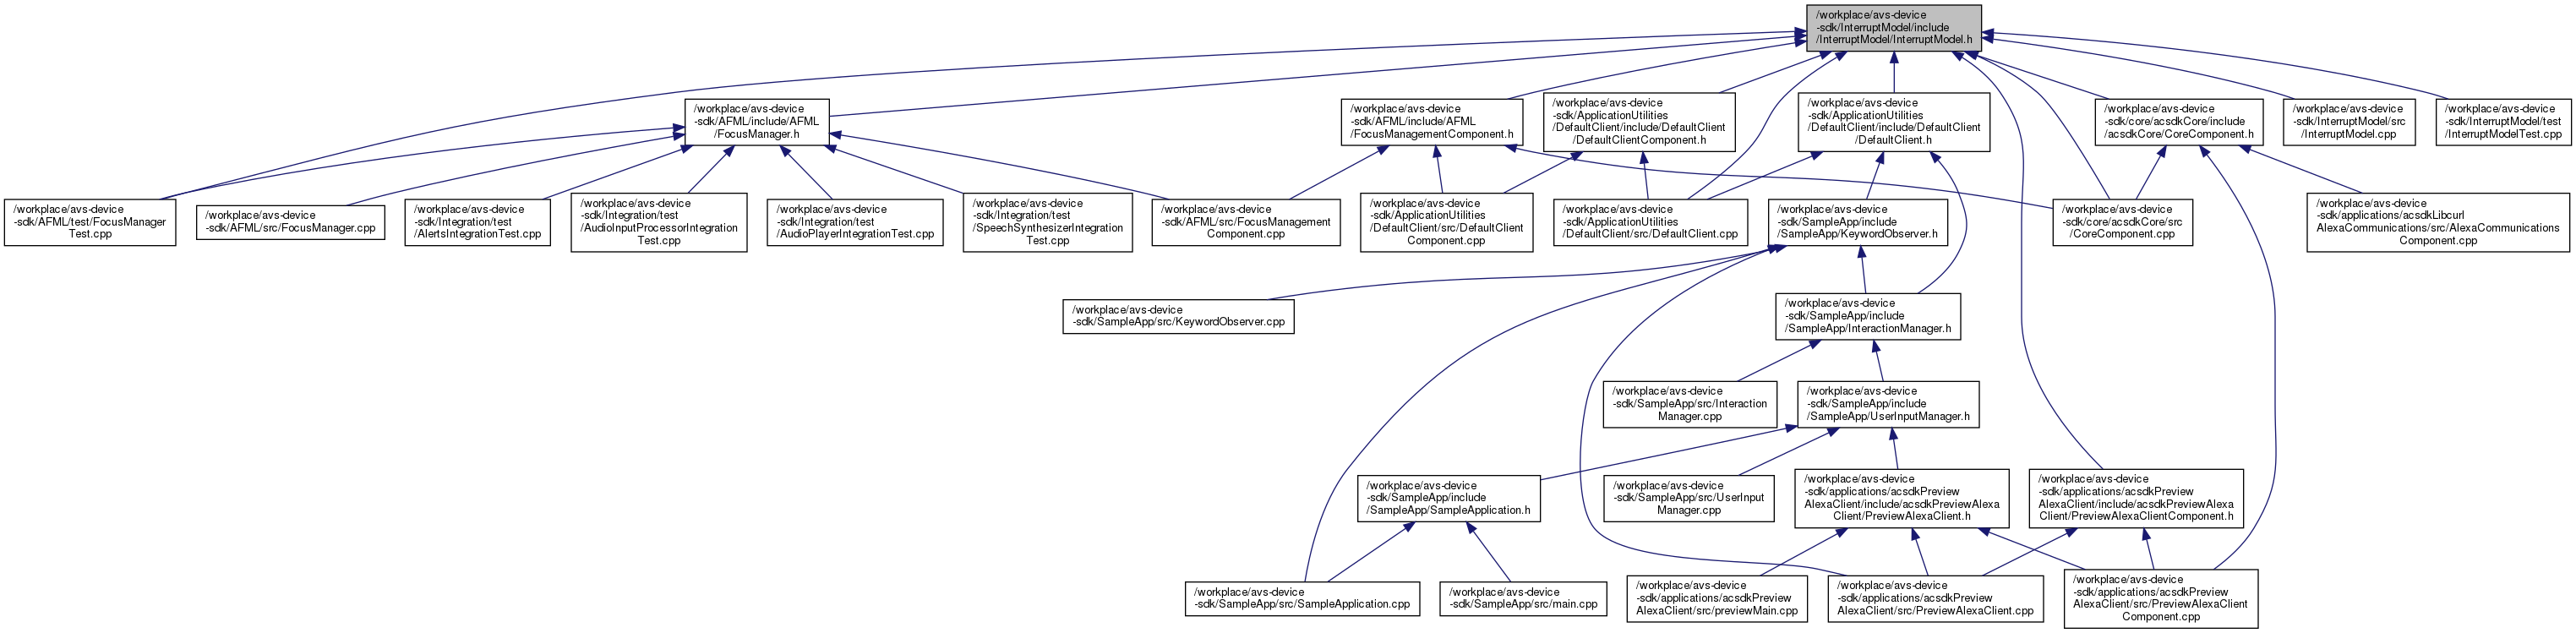 /workplace/avs-device
-sdk/InterruptModel/include
/InterruptModel/InterruptModel.h
/workplace/avs-device
-sdk/AFML/include/AFML
/FocusManager.h
/workplace/avs-device
-sdk/AFML/include/AFML
/FocusManagementComponent.h
/workplace/avs-device
-sdk/ApplicationUtilities
/DefaultClient/include/DefaultClient
/DefaultClientComponent.h
/workplace/avs-device
-sdk/ApplicationUtilities
/DefaultClient/include/DefaultClient
/DefaultClient.h
/workplace/avs-device
-sdk/core/acsdkCore/include
/acsdkCore/CoreComponent.h
/workplace/avs-device
-sdk/InterruptModel/src
/InterruptModel.cpp
/workplace/avs-device
-sdk/InterruptModel/test
/InterruptModelTest.cpp
/workplace/avs-device
-sdk/AFML/test/FocusManager
Test.cpp
/workplace/avs-device
-sdk/AFML/src/FocusManager.cpp
/workplace/avs-device
-sdk/Integration/test
/AlertsIntegrationTest.cpp
/workplace/avs-device
-sdk/Integration/test
/AudioInputProcessorIntegration
Test.cpp
/workplace/avs-device
-sdk/Integration/test
/AudioPlayerIntegrationTest.cpp
/workplace/avs-device
-sdk/Integration/test
/SpeechSynthesizerIntegration
Test.cpp
/workplace/avs-device
-sdk/AFML/src/FocusManagement
Component.cpp
/workplace/avs-device
-sdk/ApplicationUtilities
/DefaultClient/src/DefaultClient
Component.cpp
/workplace/avs-device
-sdk/ApplicationUtilities
/DefaultClient/src/DefaultClient.cpp
/workplace/avs-device
-sdk/SampleApp/include
/SampleApp/KeywordObserver.h
/workplace/avs-device
-sdk/core/acsdkCore/src
/CoreComponent.cpp
/workplace/avs-device
-sdk/applications/acsdkLibcurl
AlexaCommunications/src/AlexaCommunications
Component.cpp
/workplace/avs-device
-sdk/SampleApp/src/KeywordObserver.cpp
/workplace/avs-device
-sdk/SampleApp/include
/SampleApp/InteractionManager.h
/workplace/avs-device
-sdk/SampleApp/src/Interaction
Manager.cpp
/workplace/avs-device
-sdk/SampleApp/include
/SampleApp/UserInputManager.h
/workplace/avs-device
-sdk/SampleApp/include
/SampleApp/SampleApplication.h
/workplace/avs-device
-sdk/SampleApp/src/UserInput
Manager.cpp
/workplace/avs-device
-sdk/applications/acsdkPreview
AlexaClient/include/acsdkPreviewAlexa
Client/PreviewAlexaClient.h
/workplace/avs-device
-sdk/applications/acsdkPreview
AlexaClient/include/acsdkPreviewAlexa
Client/PreviewAlexaClientComponent.h
/workplace/avs-device
-sdk/SampleApp/src/SampleApplication.cpp
/workplace/avs-device
-sdk/SampleApp/src/main.cpp
/workplace/avs-device
-sdk/applications/acsdkPreview
AlexaClient/src/previewMain.cpp
/workplace/avs-device
-sdk/applications/acsdkPreview
AlexaClient/src/PreviewAlexaClient.cpp
/workplace/avs-device
-sdk/applications/acsdkPreview
AlexaClient/src/PreviewAlexaClient
Component.cpp